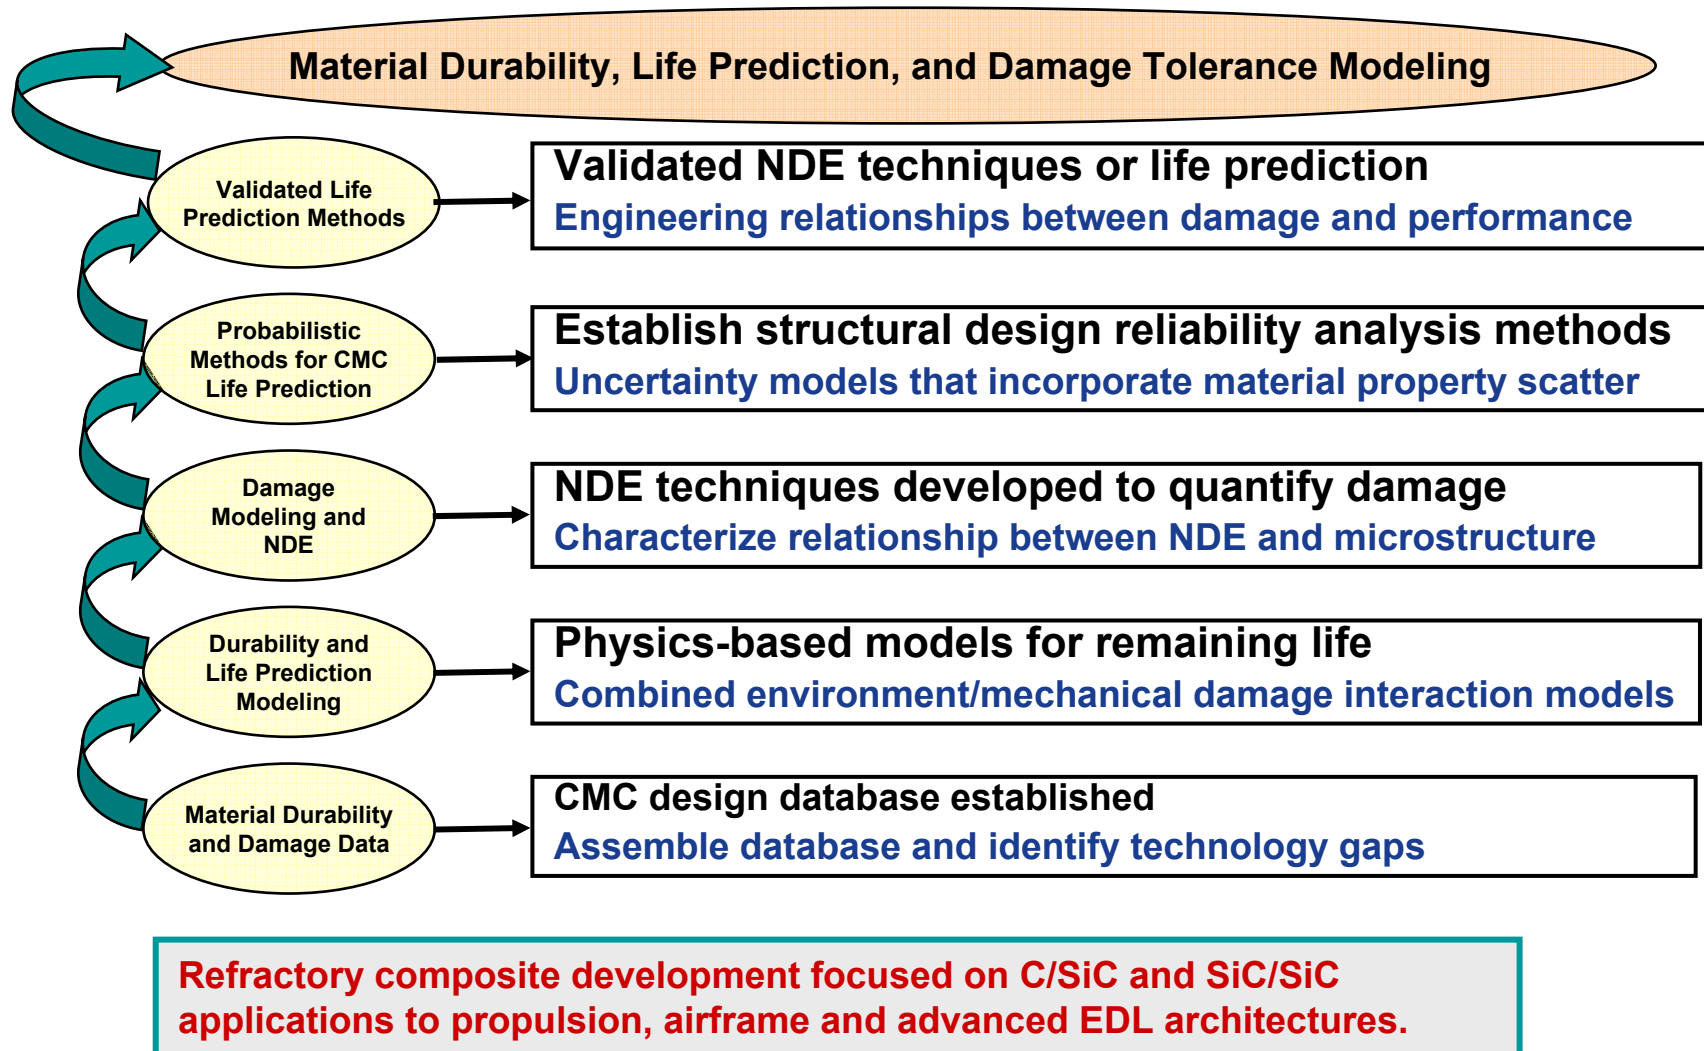 Material Durability, Life Prediction, and Damage Tolerance Modeling
Validated Life
Prediction Methods
Validated NDE techniques or life prediction
Engineering relationships between damage and performance
Probabilistic
Methods for CMC
Life Prediction
Establish structural design reliability analysis methods
Uncertainty models that incorporate material property scatter
Damage
Modeling and
NDE
NDE techniques developed to quantify damage
Characterize relationship between NDE and microstructure
Durability and
Life Prediction
Modeling
Physics-based models for remaining life
Combined environment/mechanical damage interaction models
Material Durability
and Damage Data
CMC design database established
Assemble database and identify technology gaps
Refractory composite development focused on C/SiC and SiC/SiC
applications to propulsion, airframe and advanced EDL architectures.